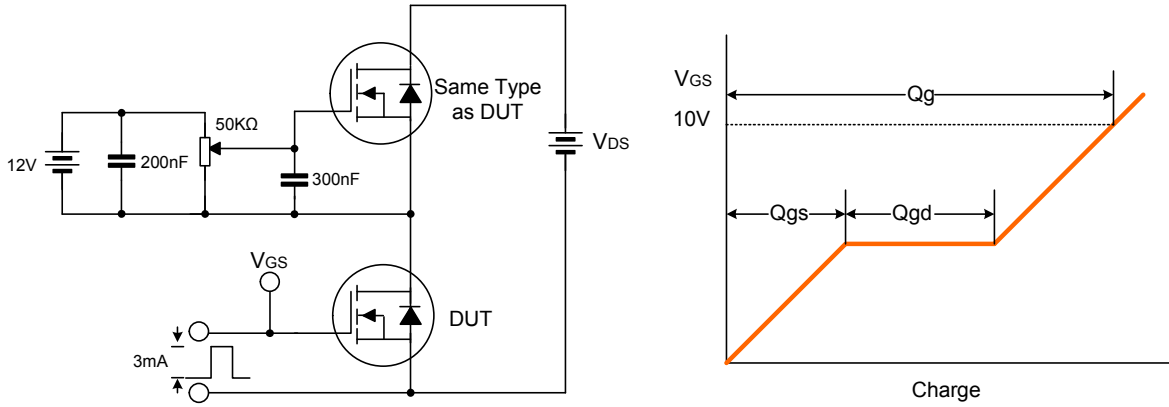 Same Type
as DUT
50KΩ
12V
200nF
300nF
VDS
VGS
DUT
3mA
VGS
10V
Qg
Qgs
Qgd
Charge